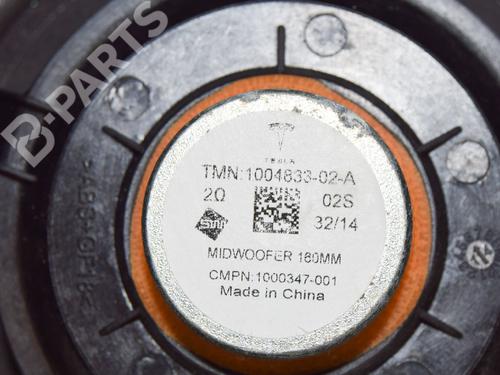 B-PARTS
TESLA
TMN:1004833-02-A
2Ω 02S
32/14
MIDWOOFER 180MM
CMPN:1000347-001
Made in China